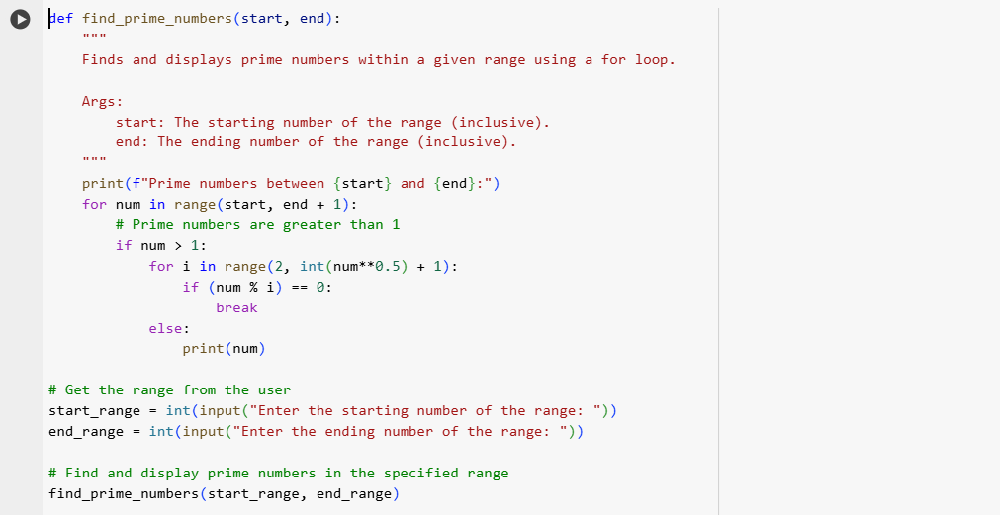 def find_prime_numbers(start, end):
    """
    Finds and displays prime numbers within a given range using a for loop.

    Args:
        start: The starting number of the range (inclusive).
        end: The ending number of the range (inclusive).
    """
    print(f"Prime numbers between {start} and {end}:")
    for num in range(start, end + 1):
        # Prime numbers are greater than 1
        if num > 1:
            for i in range(2, int(num**0.5) + 1):
                if (num % i) == 0:
                    break
            else:
                print(num)

# Get the range from the user
start_range = int(input("Enter the starting number of the range: "))
end_range = int(input("Enter the ending number of the range: "))

# Find and display prime numbers in the specified range
find_prime_numbers(start_range, end_range)